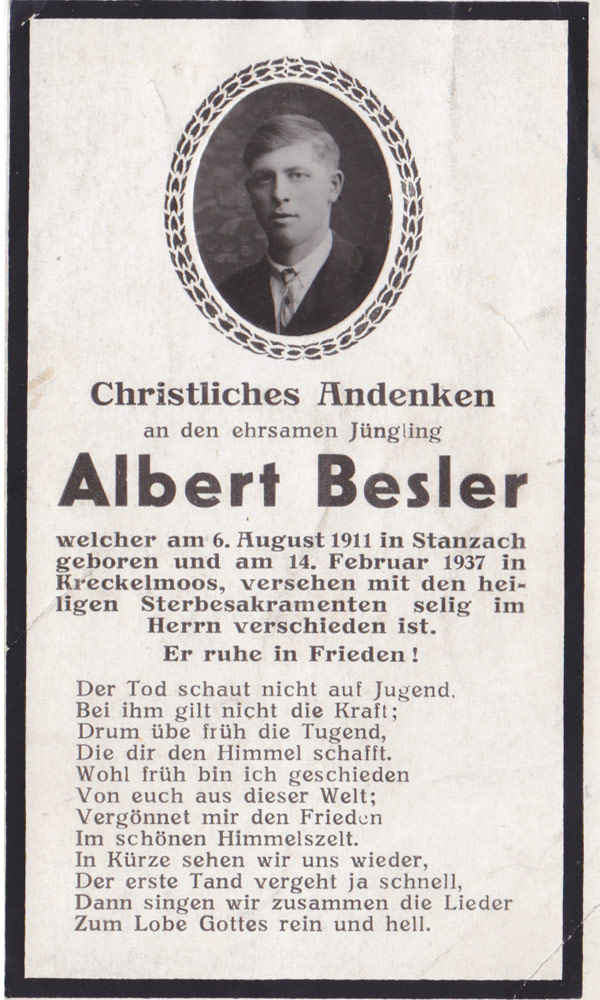 Christliches Andenken
an den ehrsamen Jüngling
Albert Besler
welcher am 6. August 1911 in Stanzach
geboren und am 14. Februar 1937 in
Kreckelmoos, versehen mit den hei-
ligen Sterbesakramenten selig im
Herrn verschieden ist.
Er ruhe in Frieden!
Der Tod schaut nicht auf Jugend,
Bei ihm gilt nicht die Kraft;
Drum übe früh die Tugend,
Die dir den Himmel schafft.
Wohl früh bin ich geschieden
Von euch aus dieser Welt;
Vergönnet mir den Frieden
Im schönen Himmelszelt.
In Kürze sehen wir uns wieder,
Der erste Tand vergeht ja schnell,
Dann singen wir zusammen die Lieder
Zum Lobe Gottes rein und hell.